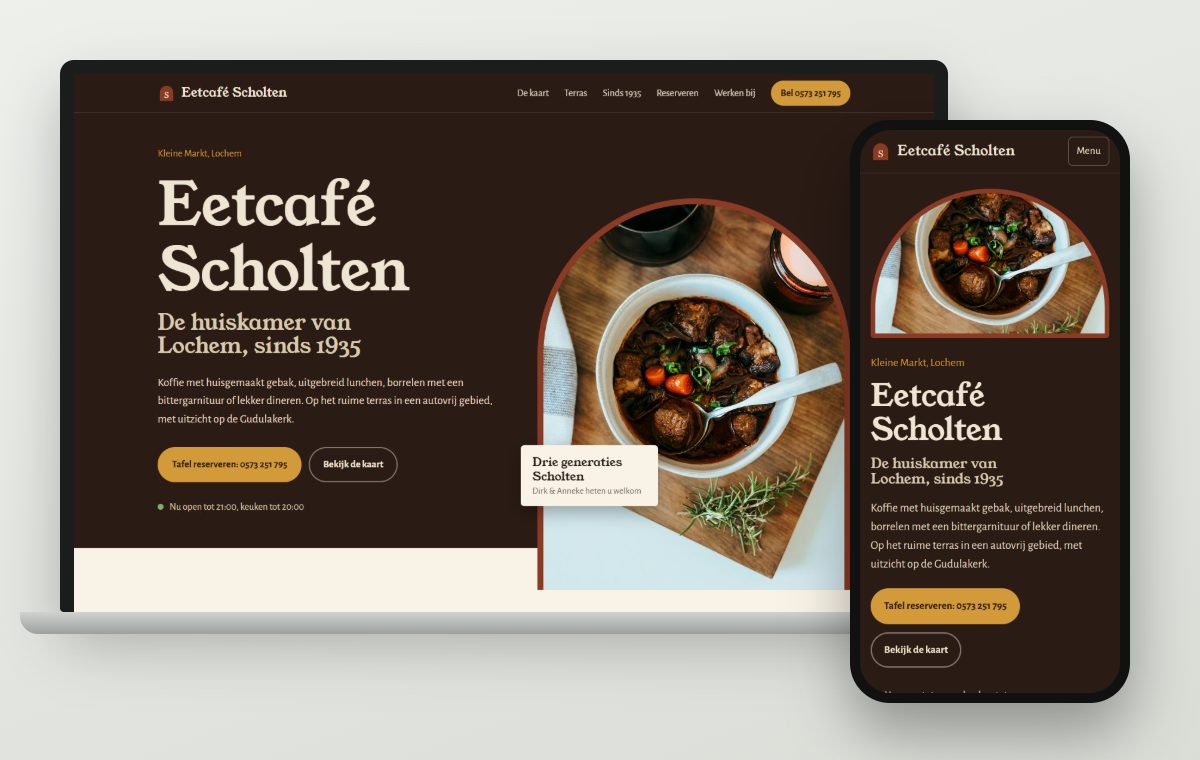 S Eetcafé Scholten
De kaart Terras Sinds 1935 Reserveren Werken bij Bel 0573 251 795
Kleine Markt, Lochem
Eetcafé
Scholten
De huiskamer van
Lochem, sinds 1935
Koffie met huisgemaakt gebak, uitgebreid lunchen, borrelen met een
bittergarnituur of lekker dineren. Op het ruime terras in een autovrij gebied,
met uitzicht op de Gudulakerk.
Tafel reserveren: 0573 251 795 Bekijk de kaart
Nu open tot 21:00, keuken tot 20:00
Drie generaties
Scholten
Dirk & Anneke heten u welkom
S Eetcafé Scholten Menu
Kleine Markt, Lochem
Eetcafé
Scholten
De huiskamer van
Lochem, sinds 1935
Koffie met huisgemaakt gebak, uitgebreid lunchen,
borrelen met een bittergarnituur of lekker dineren.
Op het ruime terras in een autovrij gebied, met
uitzicht op de Gudulakerk.
Tafel reserveren: 0573 251 795
Bekijk de kaart